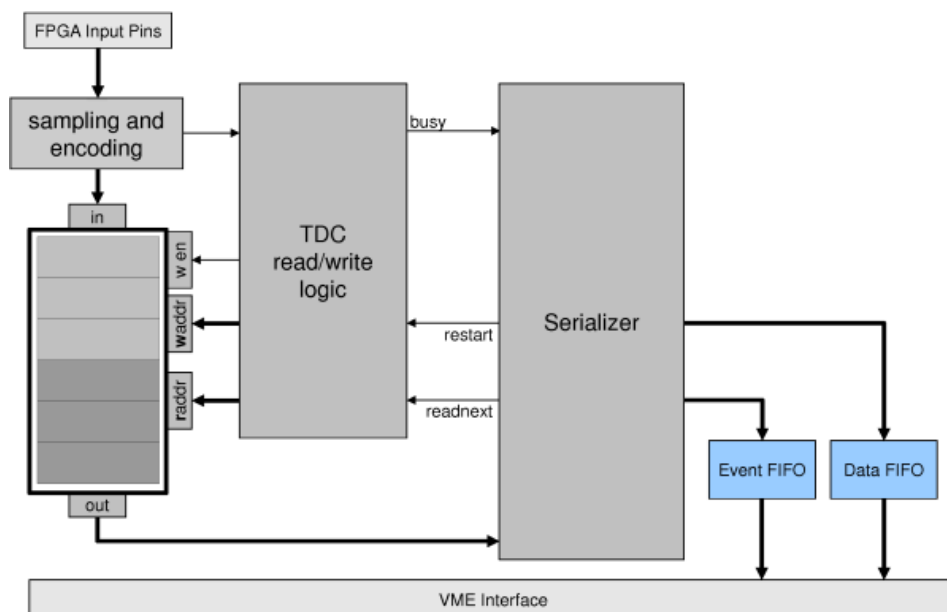 FPGA Input Pins
sampling and
encoding
busy
in
w en
TDC
read/write
logic
waddr
restart
Serializer
raddr
readnext
Event FIFO
Data FIFO
out
VME Interface